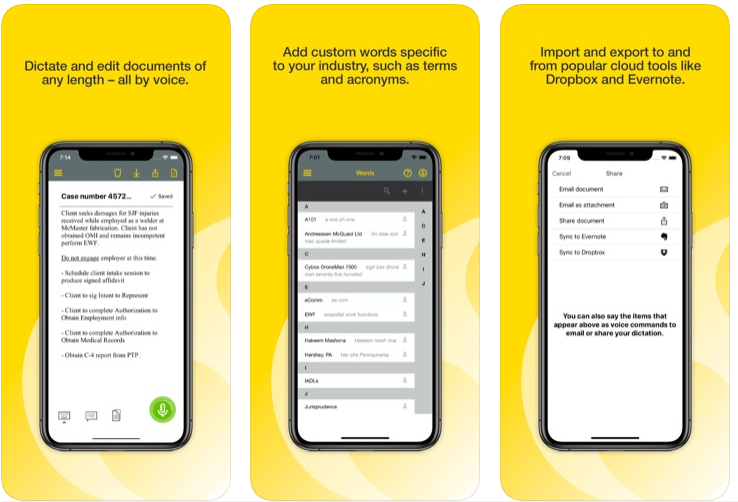 Dictate and edit documents of
any length – all by voice.
7:14
Case number 4572...
Saved
Client seeks damages for SJF injuries
received while employed as a welder at
McMaster fabrication. Client has not
obtained OMI and remains incompetent
perform EWF.
Do not engage employer at this time.
- Schedule client intake session to
produce signed affidavit
- Client to sig Intent to Represent
- Client to complete Authorization to
Obtain Employment info
- Client to complete Authorization to
Obtain Medical Records
- Obtain C-4 report from PTP
Add custom words specific
to your industry, such as terms
and acronyms.
7:01
Words
A
A101 a one oh one
Andreessen McQuaid Ltd An dree son
mac quade limited
C
Cybox DroneMan 7500 sigh box drone
man seventy five hundred
E
eComm ee com
EWF essential work functions
H
Hakeem Mashona Hakeem mash ona
Hershey, PA Her she Pennsylvania
I
IADLs
J
Jurisprudence
A
C
E
H
I
J
Import and export to and
from popular cloud tools like
Dropbox and Evernote.
7:09
Cancel Share
Email document
Email as attachment
Share document
Sync to Evernote
Sync to Dropbox
You can also say the items that
appear above as voice commands to
email or share your dictation.